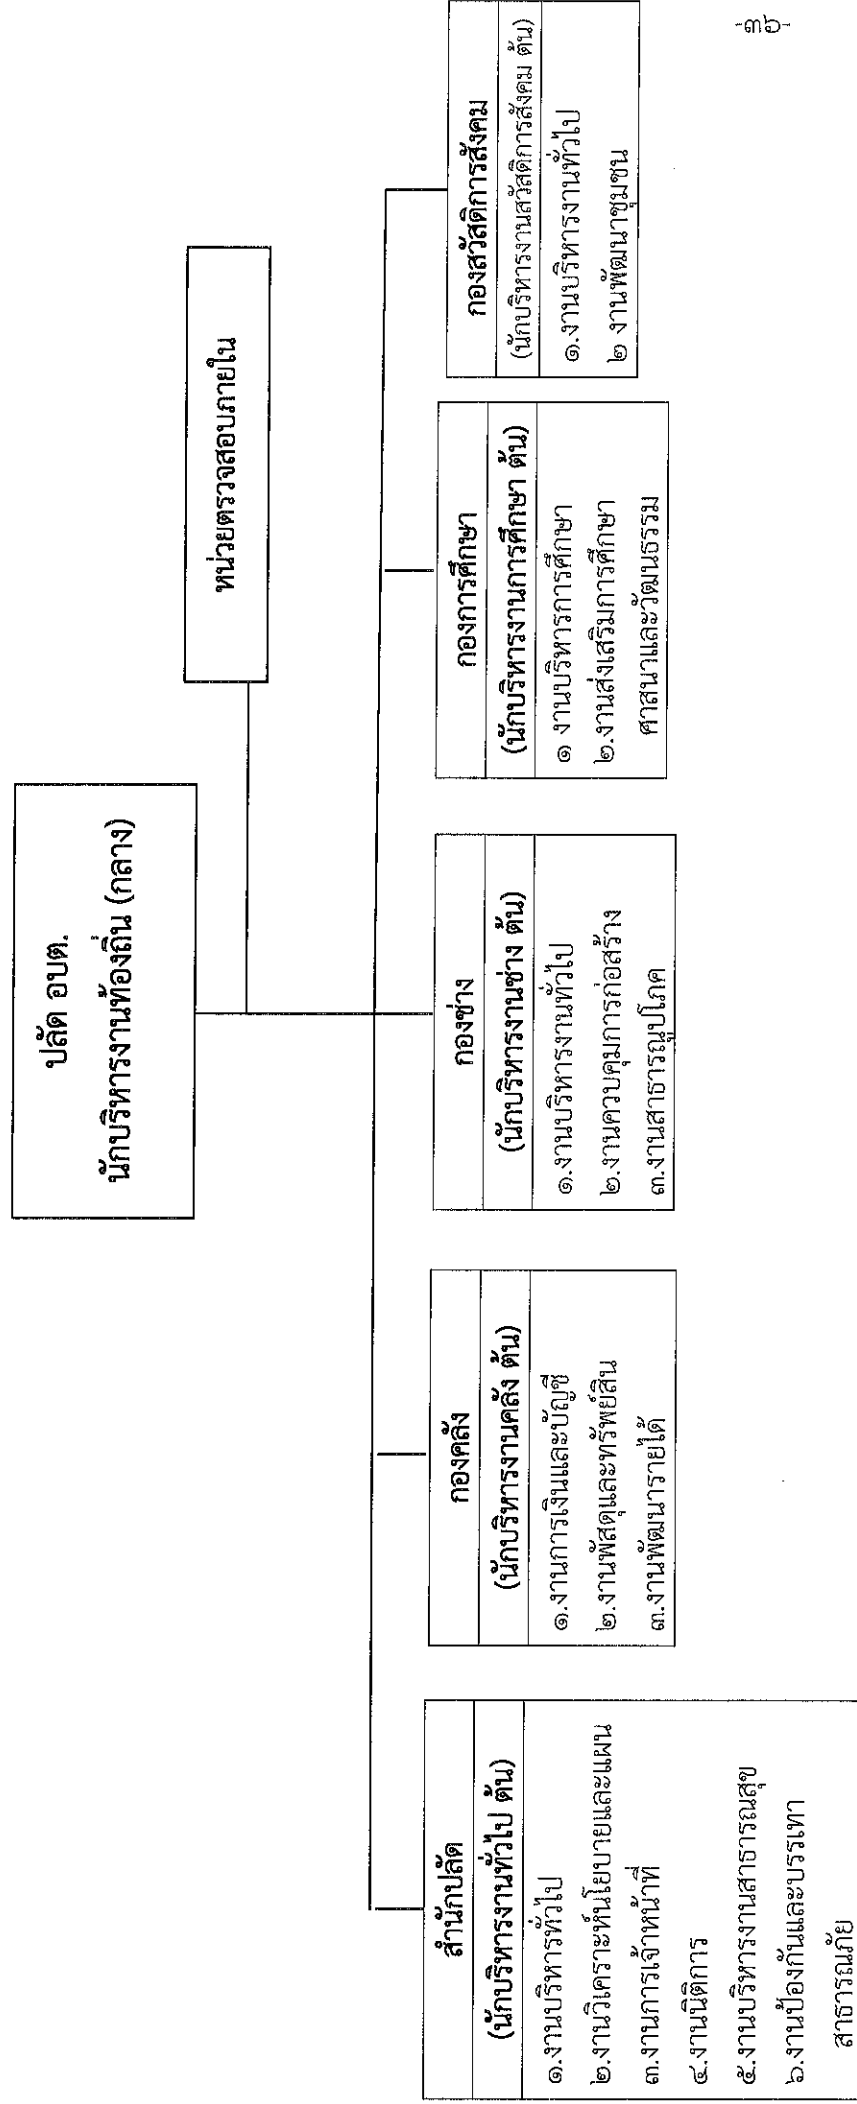 -๓๖-
ปลัด อบต.
นักบริหารงานท้องถิ่น (กลาง)
หน่วยตรวจสอบภายใน
สำนักปลัด
(นักบริหารงานทั่วไป ต้น)
๑.งานบริหารทั่วไป
๒.งานวิเคราะห์นโยบายและแผน
๓.งานการเจ้าหน้าที่
๔.งานนิติการ
๕.งานบริหารงานสาธารณสุข
๖.งานป้องกันและบรรเทา
สาธารณภัย
กองคลัง
(นักบริหารงานคลัง ต้น)
๑.งานการเงินและบัญชี
๒.งานพัสดุและทรัพย์สิน
๓.งานพัฒนารายได้
กองช่าง
(นักบริหารงานช่าง ต้น)
๑.งานบริหารงานทั่วไป
๒.งานควบคุมการก่อสร้าง
๓.งานสาธารณูปโภค
กองการศึกษา
(นักบริหารงานการศึกษา ต้น)
๑ งานบริหารการศึกษา
๒.งานส่งเสริมการศึกษา
ศาสนาและวัฒนธรรม
กองสวัสดิการสังคม
(นักบริหารงานสวัสดิการสังคม ต้น)
๑.งานบริหารงานทั่วไป
๒ งานพัฒนาชุมชน